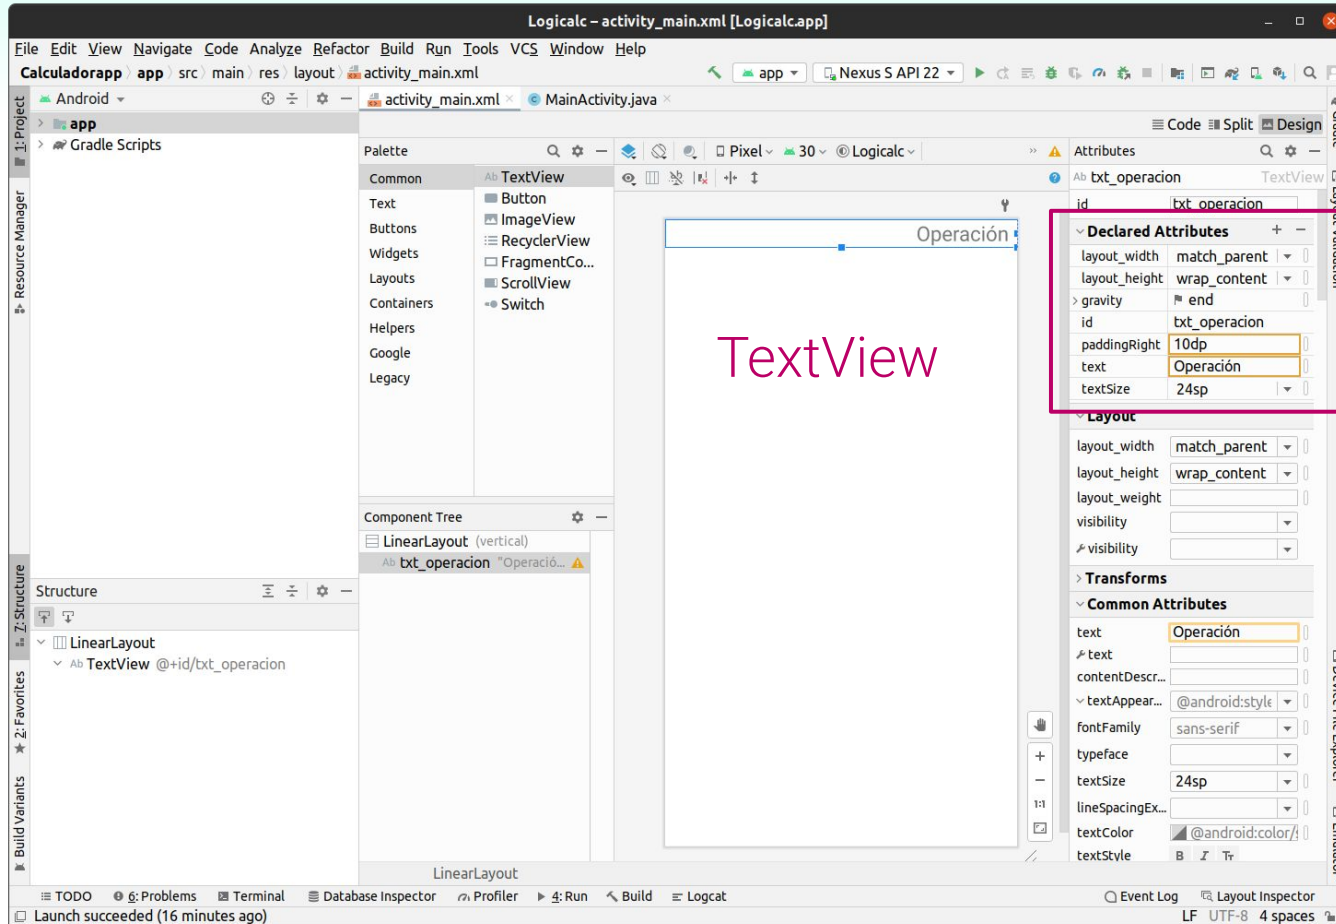 Logicalc – activity_main.xml [Logicalc.app]
File Edit View Navigate Code Analyze Refactor Build Run Tools VCS Window Help
Calculadorapp app src main res layout activity_main.xml
app Nexus S API 22
Android
activity_main.xml MainActivity.java
1: Project
Resource Manager
7: Structure
2: Favorites
Build Variants
app
Gradle Scripts
Code Split Design
Palette
Common
Text
Buttons
Widgets
Layouts
Containers
Helpers
Google
Legacy
Ab TextView
Button
ImageView
RecyclerView
FragmentCo...
ScrollView
Switch
Pixel 30 Logicalc
Operación
TextView
Component Tree
LinearLayout (vertical)
Ab txt_operacion "Operació...
Structure
LinearLayout
Ab TextView @+id/txt_operacion
Attributes
Ab txt_operacion TextView
id txt_operacion
Declared Attributes
layout_width match_parent
layout_height wrap_content
gravity end
id txt_operacion
paddingRight 10dp
text Operación
textSize 24sp
Layout
layout_width match_parent
layout_height wrap_content
layout_weight
visibility
visibility
Transforms
Common Attributes
text Operación
text
contentDescr...
textAppear... @android:style
fontFamily sans-serif
typeface
textSize 24sp
lineSpacingEx...
textColor @android:color/
textStyle B I Tr
1:1
LinearLayout
TODO 6: Problems Terminal Database Inspector Profiler 4: Run Build Logcat Event Log Layout Inspector
Launch succeeded (16 minutes ago) LF UTF-8 4 spaces